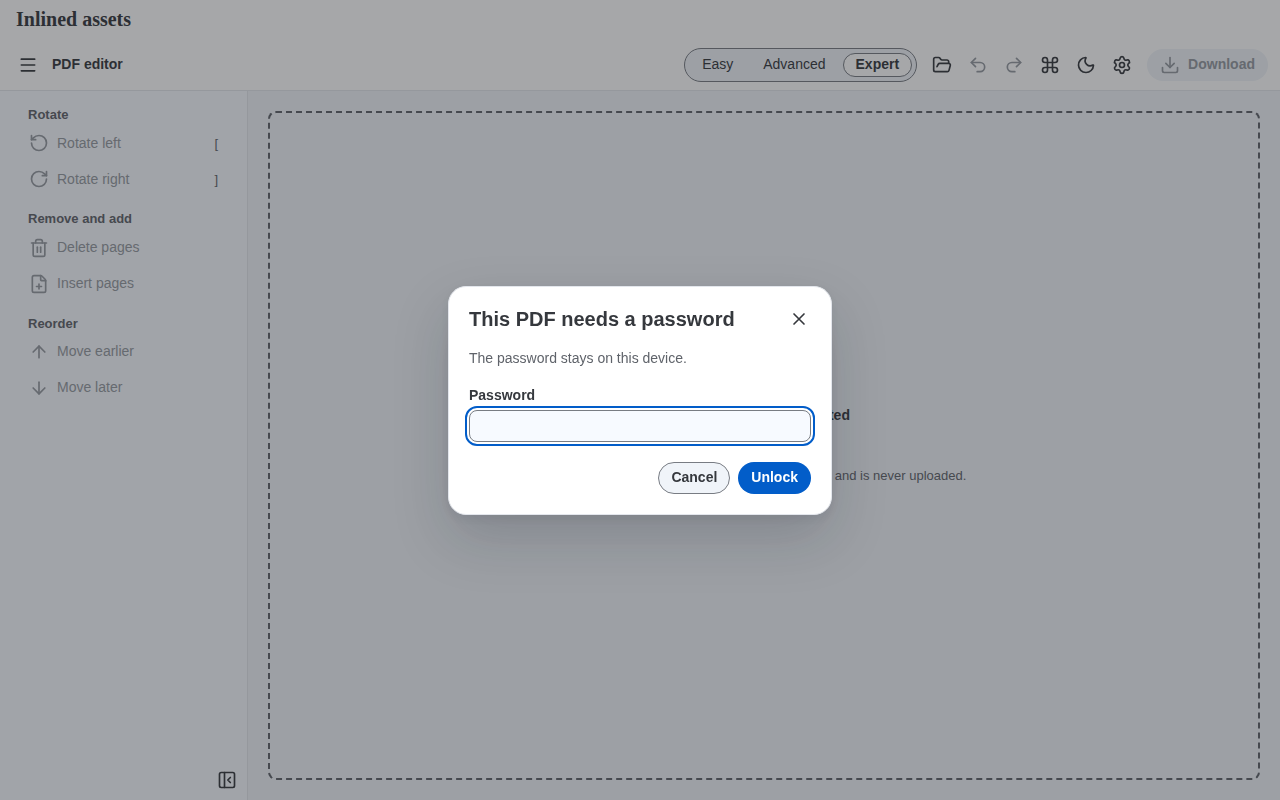 Inlined assets
PDF editor
Easy
Advanced
Expert
Download
Rotate
Rotate left [
Rotate right ]
Remove and add
Delete pages
Insert pages
Reorder
Move earlier
Move later
This PDF needs a password
The password stays on this device.
Password
Cancel
Unlock
and is never uploaded.